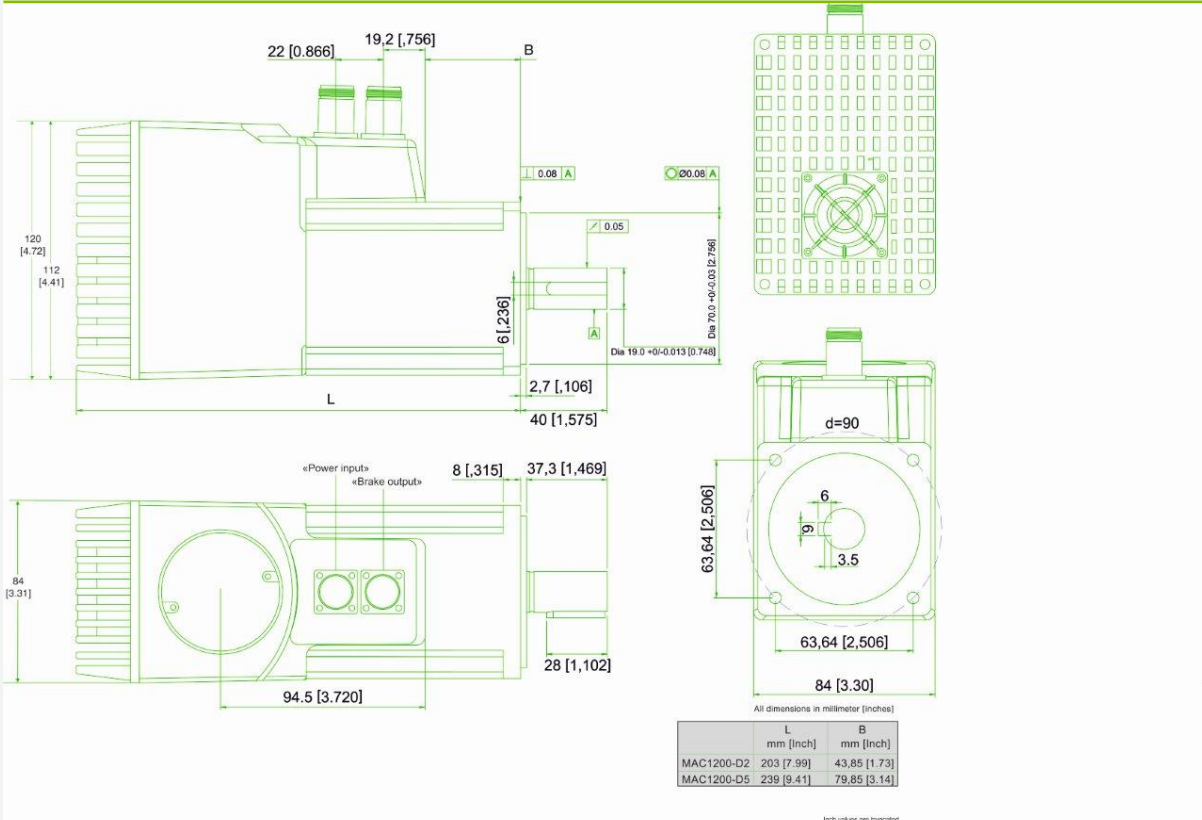 22 [0.866]
19,2 [,756]
B
⊥ 0.08 A
Ø0.08 A
0.05
120
[4.72]
112
[4.41]
6 [,236]
A
Dia 70.0 +0/-0.03 [2.756]
Dia 19.0 +0/-0.013 [0.748]
2,7 [,106]
L
40 [1,575]
«Power input»
«Brake output»
8 [,315]
37,3 [1,469]
84
[3.31]
28 [1,102]
94.5 [3.720]
d=90
6
6
3.5
63,64 [2,506]
63,64 [2,506]
84 [3.30]
All dimensions in millimeter [inches]
L B
mm [Inch] mm [Inch]
MAC1200-D2 203 [7.99] 43,85 [1.73]
MAC1200-D5 239 [9.41] 79,85 [3.14]
Inch values are truncated